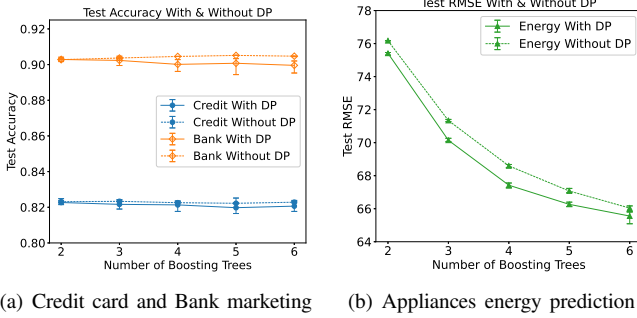 Test Accuracy With & Without DP
0.92
0.90
0.88
0.86
0.84
0.82
0.80
Test Accuracy
Credit With DP
Credit Without DP
Bank With DP
Bank Without DP
2 3 4 5 6
Number of Boosting Trees
(a) Credit card and Bank marketing
Test RMSE With & Without DP
78
76
74
72
70
68
66
64
Test RMSE
Energy With DP
Energy Without DP
2 3 4 5 6
Number of Boosting Trees
(b) Appliances energy prediction